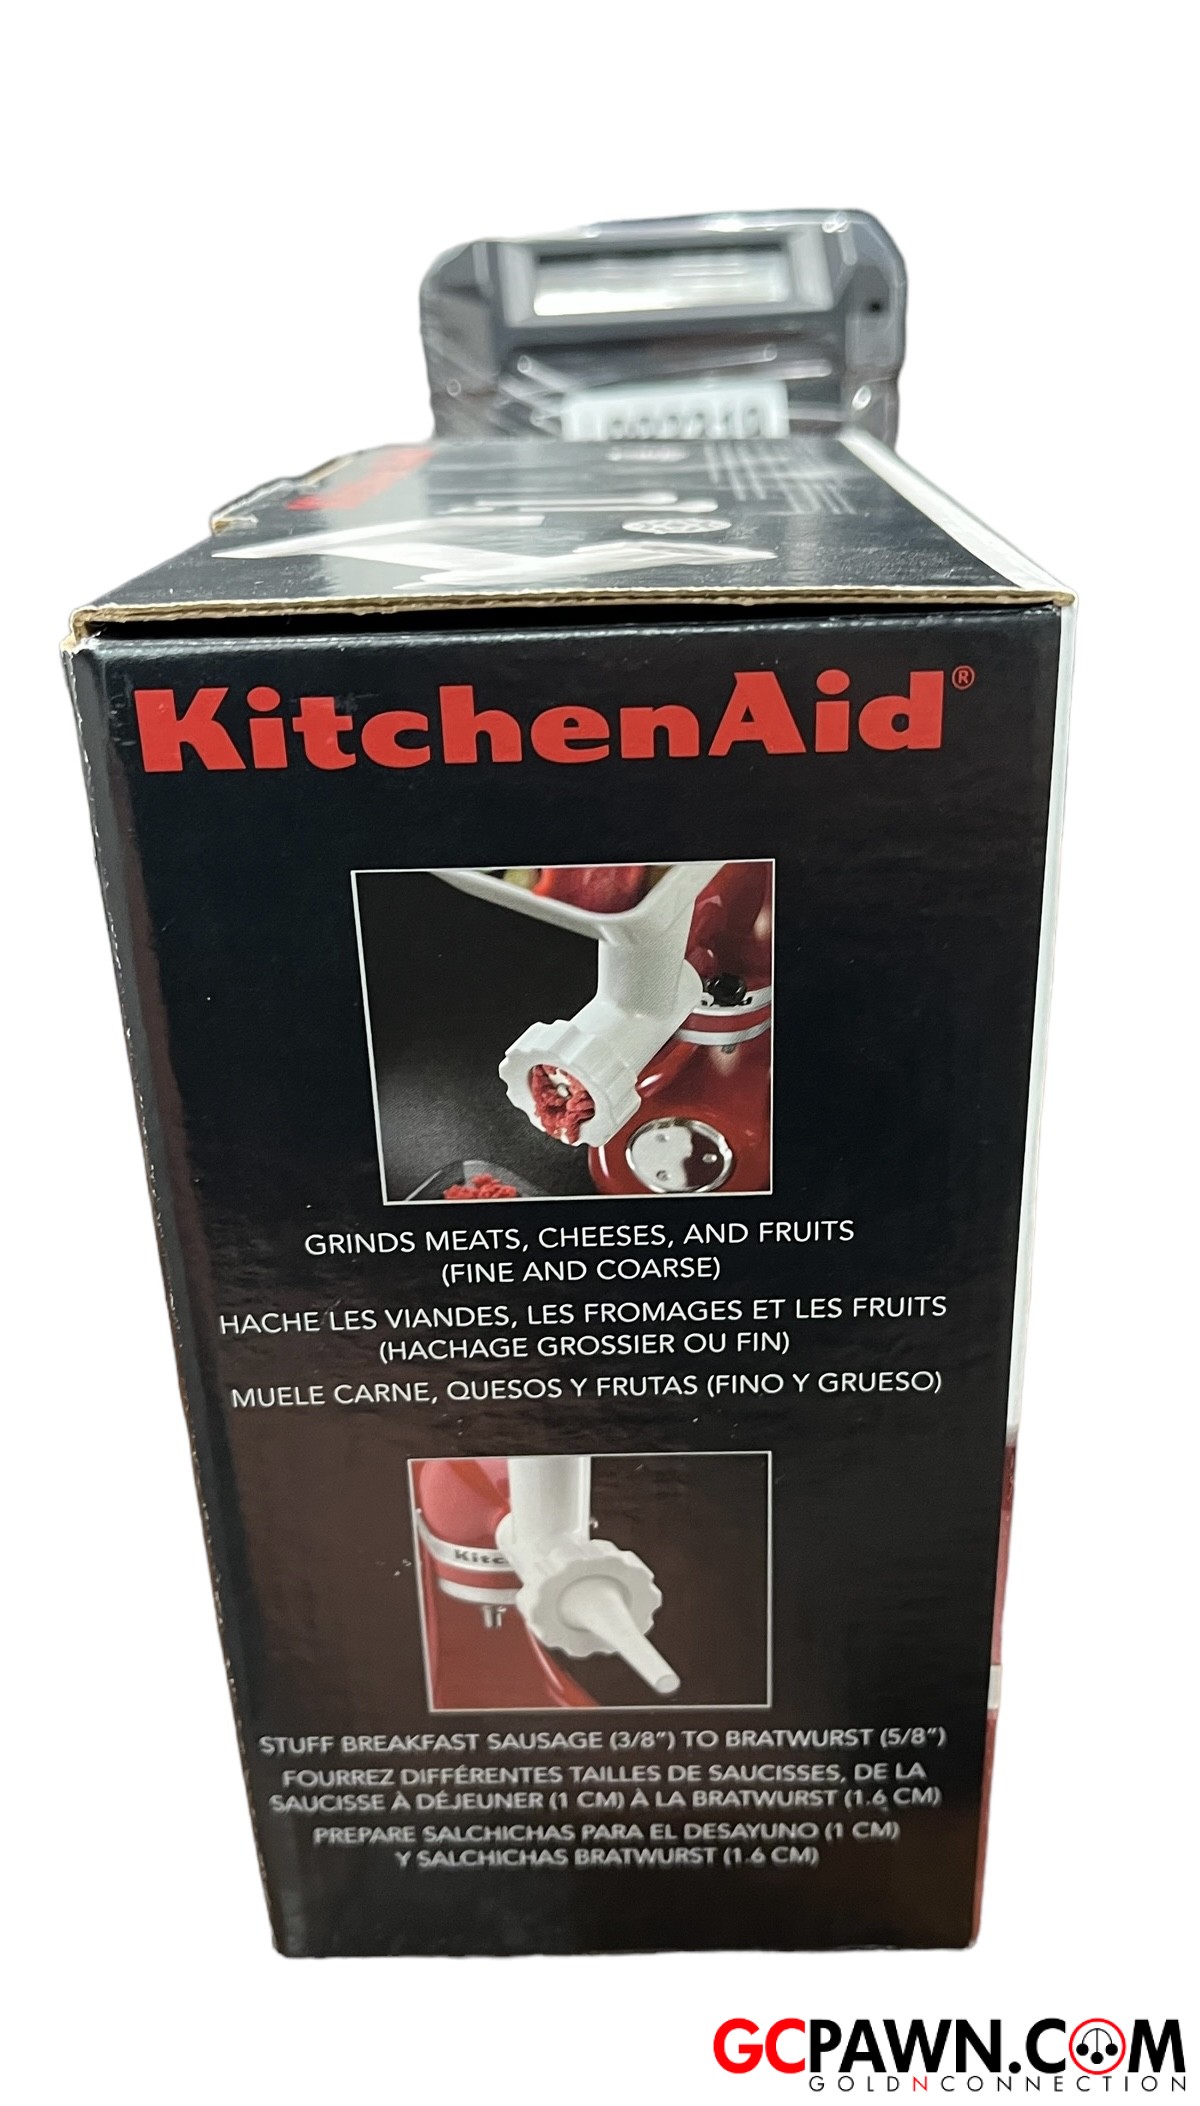 KitchenAid®
GRINDS MEATS, CHEESES, AND FRUITS
(FINE AND COARSE)
HACHE LES VIANDES, LES FROMAGES ET LES FRUITS
(HACHAGE GROSSIER OU FIN)
MUELE CARNE, QUESOS Y FRUTAS (FINO Y GRUESO)
Kitc
STUFF BREAKFAST SAUSAGE (3/8") TO BRATWURST (5/8")
FOURREZ DIFFÉRENTES TAILLES DE SAUCISSES, DE LA
SAUCISSE À DÉJEUNER (1 CM) À LA BRATWURST (1.6 CM)
PREPARE SALCHICHAS PARA EL DESAYUNO (1 CM)
Y SALCHICHAS BRATWURST (1.6 CM)
GCPAWN.COM
GOLDNCONNECTION